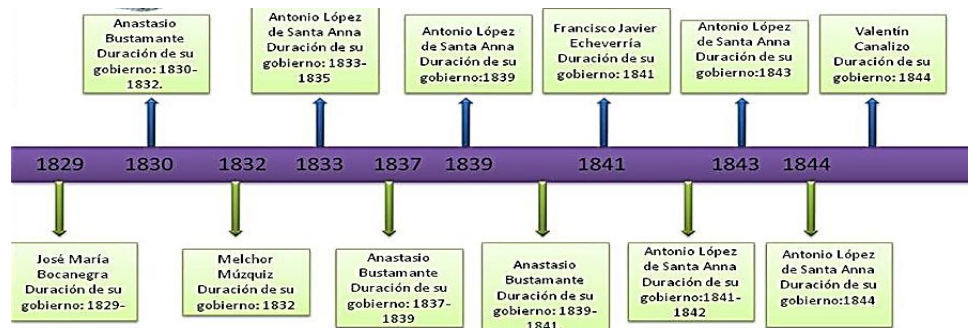 Anastasio
Bustamante
Duración de su
gobierno: 1830-
1832.
Antonio López
de Santa Anna
Duración de su
gobierno: 1833-
1835
Antonio López
de Santa Anna
Duración de su
gobierno:1839
Francisco Javier
Echeverría
Duración de su
gobierno: 1841
Antonio López
de Santa Anna
Duración de su
gobierno:1843
Valentín
Canalizo
Duración de su
gobierno: 1844
1829 1830 1832 1833 1837 1839 1841 1843 1844
José María
Bocanegra
Duración de su
gobierno: 1829-
Melchor
Múzquiz
Duración de su
gobierno: 1832
Anastasio
Bustamante
Duración de su
gobierno: 1837-
1839
Anastasio
Bustamante
Duración de su
gobierno: 1839-
1841.
Antonio López
de Santa Anna
Duración de su
gobierno:1841-
1842
Antonio López
de Santa Anna
Duración de su
gobierno:
1844